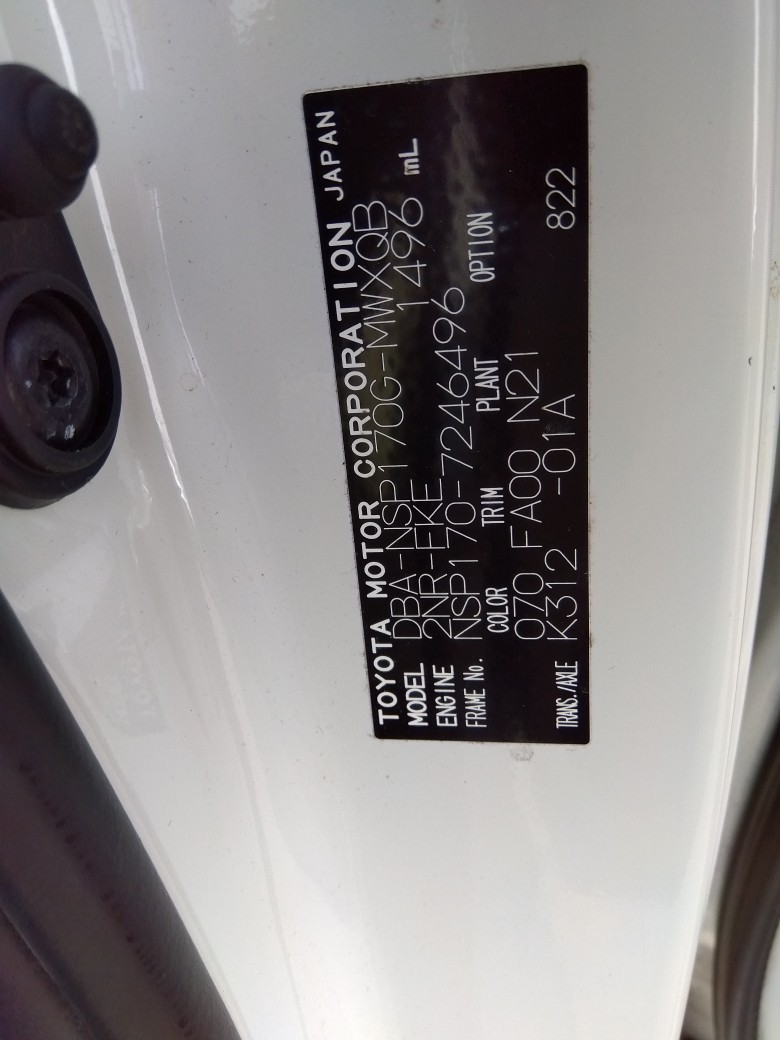 TOYOTA MOTOR CORPORATION JAPAN
MODEL DBA-NSP170G-MWXQB
ENGINE 2NR-FKE 1496 mL
FRAME No. NSP170-7246496
COLOR TRIM PLANT OPTION
070 FA00 N21
TRANS./AXLE K312 -01A 822